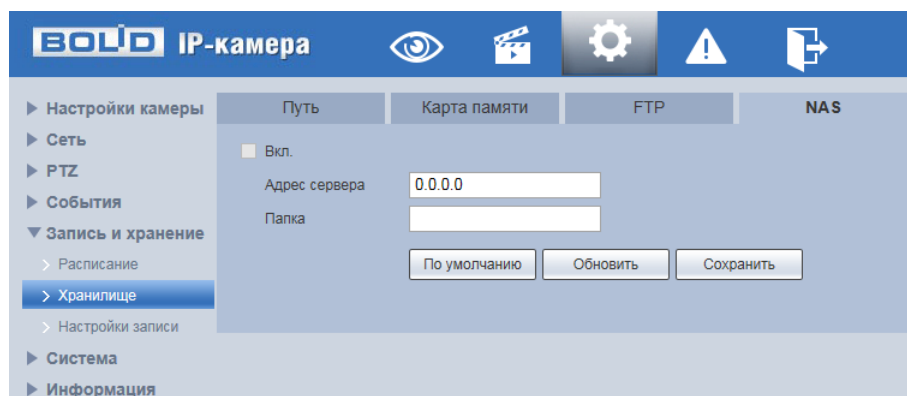 BOLID IP-камера
Настройки камеры
Сеть
PTZ
События
Запись и хранение
Расписание
Хранилище
Настройки записи
Система
Информация
Путь Карта памяти FTP NAS
Вкл.
Адрес сервера 0.0.0.0
Папка
По умолчанию Обновить Сохранить